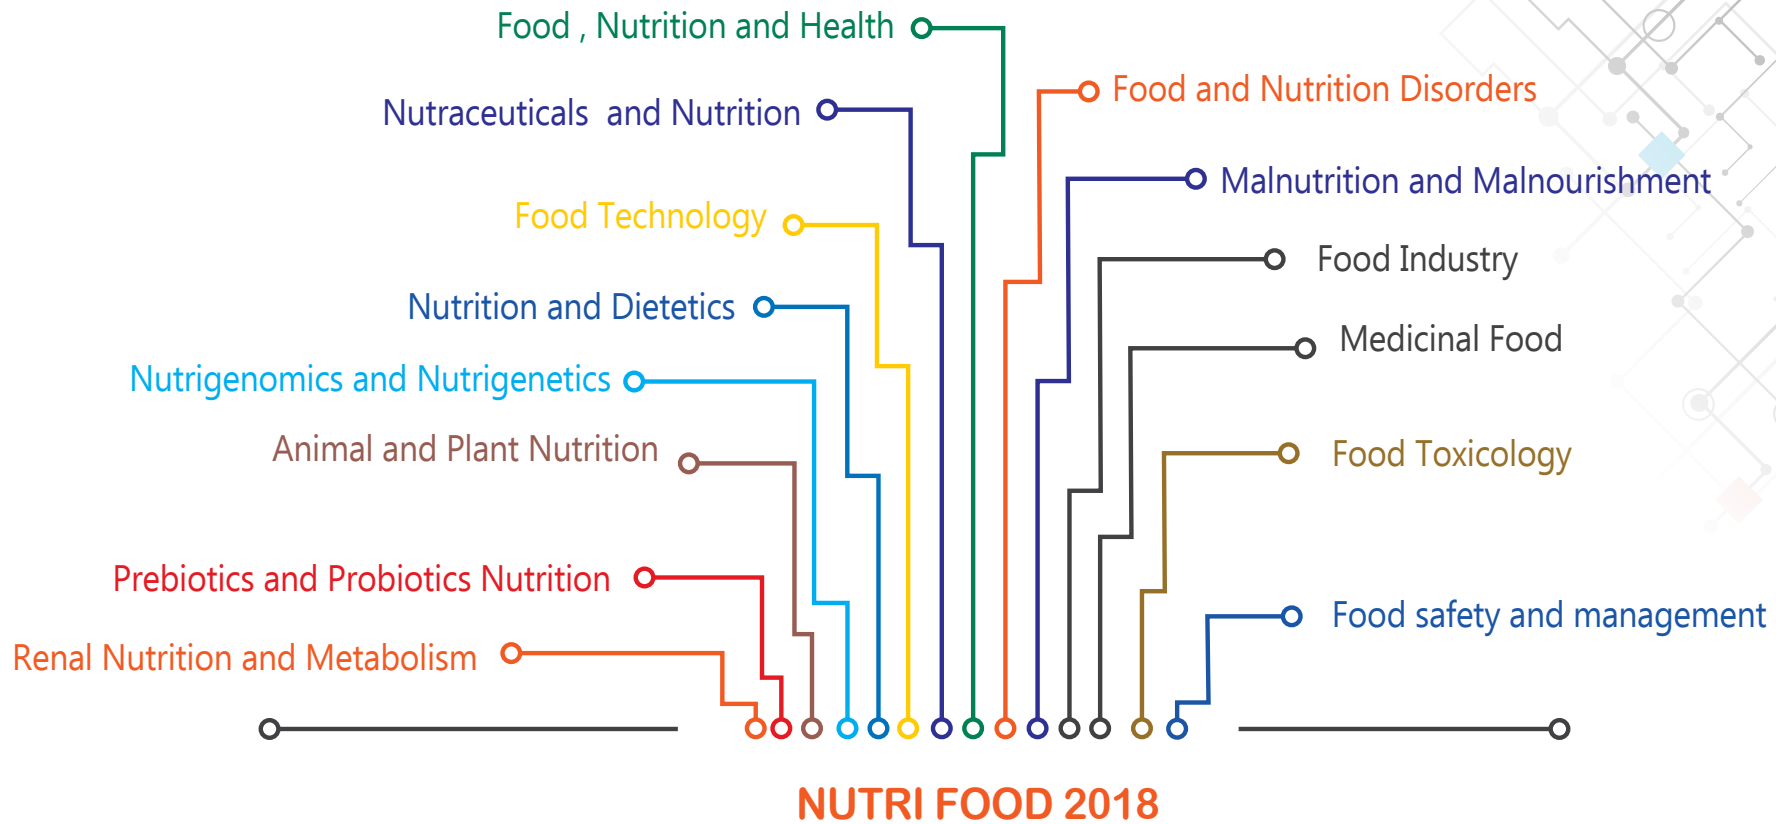 Food , Nutrition and Health
Food and Nutrition Disorders
Nutraceuticals  and Nutrition
Malnutrition and Malnourishment
Food Technology
Food Industry
Nutrition and Dietetics
Medicinal Food
Nutrigenomics and Nutrigenetics
Animal and Plant Nutrition
Food Toxicology
Prebiotics and Probiotics Nutrition
Food safety and management
Renal Nutrition and Metabolism
NUTRI FOOD 2018